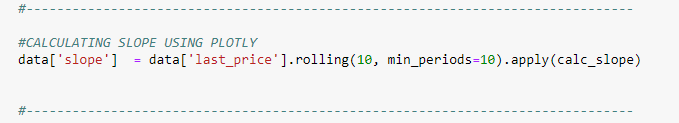 #-------------------------------------------------------------------------------
#CALCULATING SLOPE USING PLOTLY
data['slope']  = data['last_price'].rolling(10, min_periods=10).apply(calc_slope)
#-------------------------------------------------------------------------------